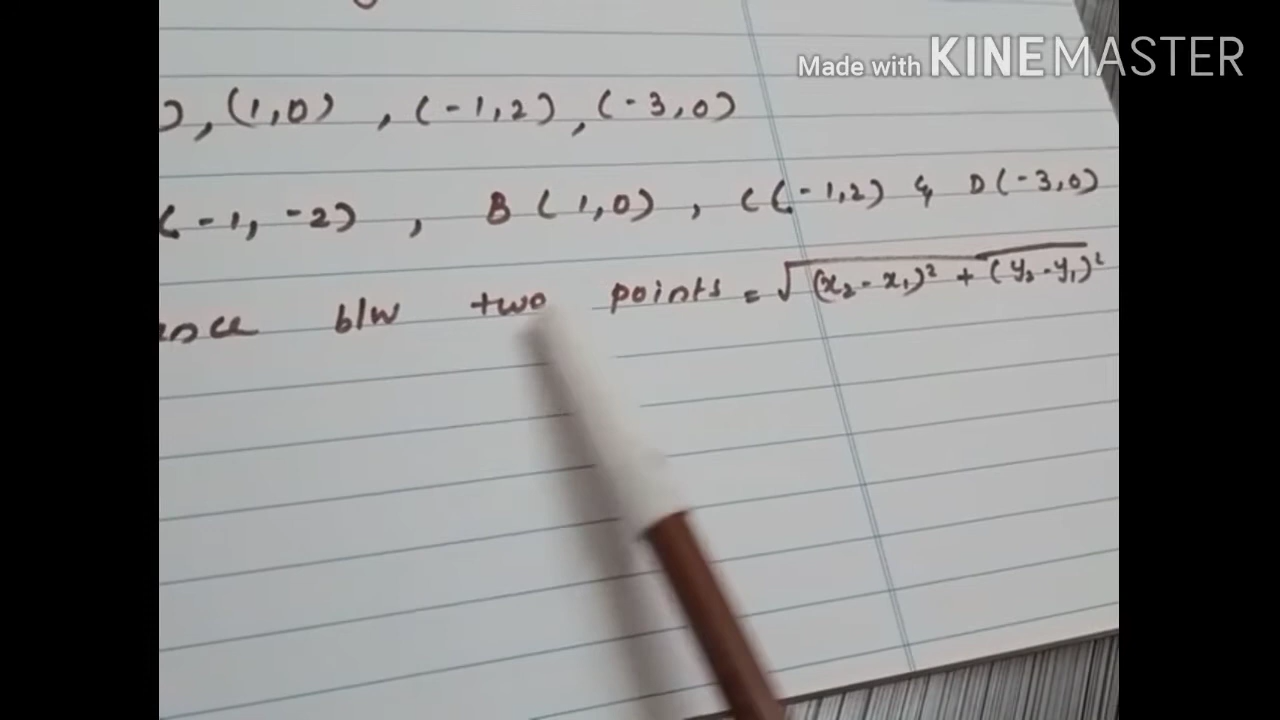 Made with KINEMASTER
), (1,0) , (-1,2), (-3,0)
(-1, -2) , B (1,0) , C(-1,2) & D(-3,0)
ance b/w two points = √(x₂ - x₁)² + (y₂ - y₁)²